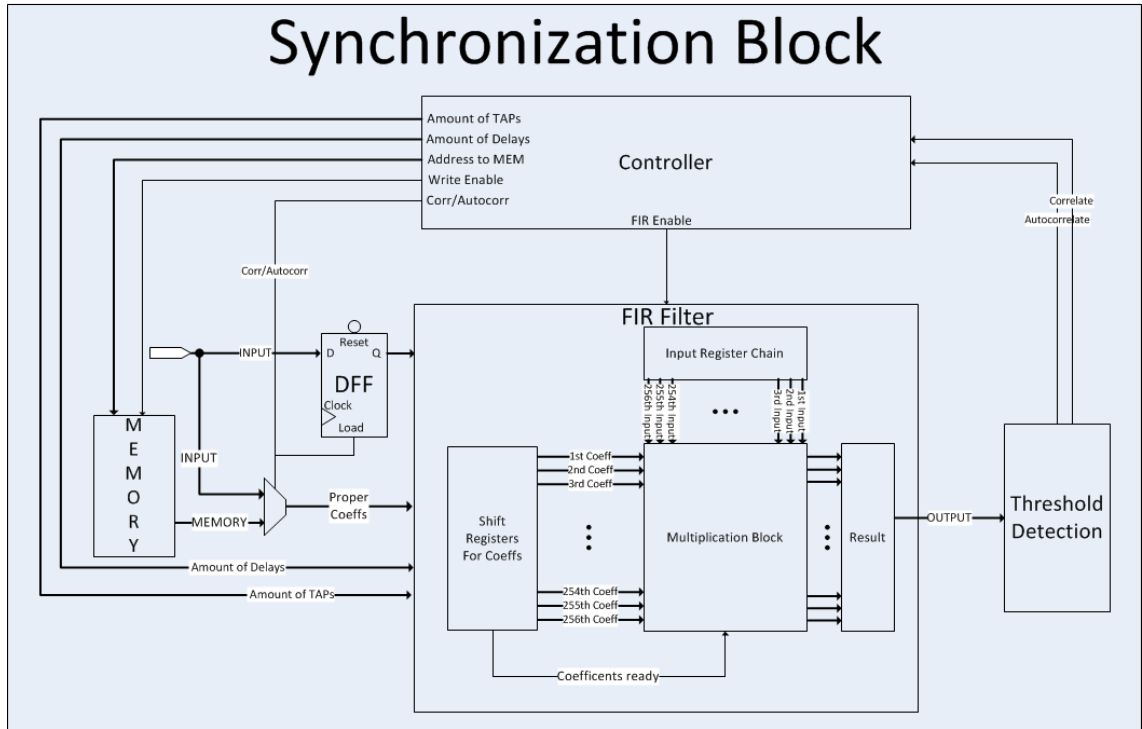 Synchronization Block
Amount of TAPs
Amount of Delays
Address to MEM
Write Enable
Corr/Autocorr
Controller
FIR Enable
Correlate
Autocorrelate
Corr/Autocorr
FIR Filter
Reset
D
Q
DFF
Clock
Load
INPUT
Input Register Chain
256th Input
255th Input
254th Input
•••
3rd Input
2nd Input
1st Input
MEMORY
INPUT
MEMORY
Proper
Coeffs
Shift
Registers
For Coeffs
1st Coeff
2nd Coeff
3rd Coeff
254th Coeff
255th Coeff
256th Coeff
Multiplication Block
Result
OUTPUT
Threshold
Detection
Amount of Delays
Amount of TAPs
Coefficents ready